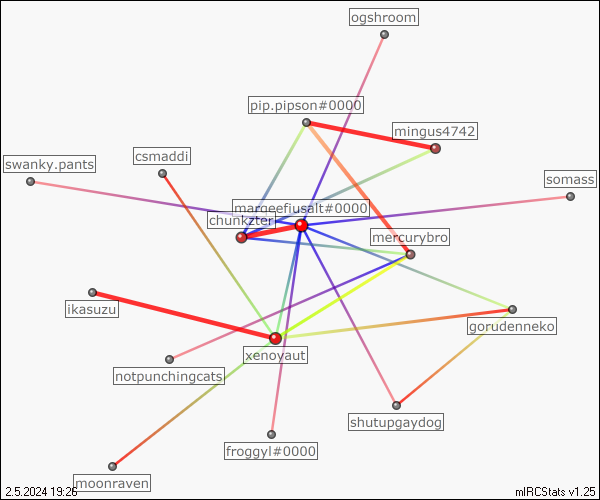 ogshroom
pip.pipson#0000
mingus4742
csmaddi
swanky.pants
somass
margeefiusalt#0000
chunkzter
mercurybro
ikasuzu
gorudenneko
xenoyaut
notpunchingcats
shutupgaydog
froggyl#0000
moonraven
2.5.2024 19:26
mIRCStats v1.25